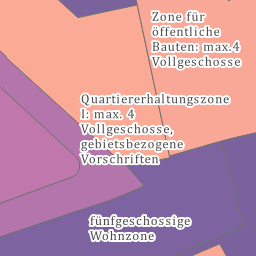 Zone für
öffentliche
Bauten: max.4
Vollgeschosse
Quartiererhaltungszone
I: max. 4
Vollgeschosse,
gebietsbezogene
Vorschriften
fünfgeschossige
Wohnzone